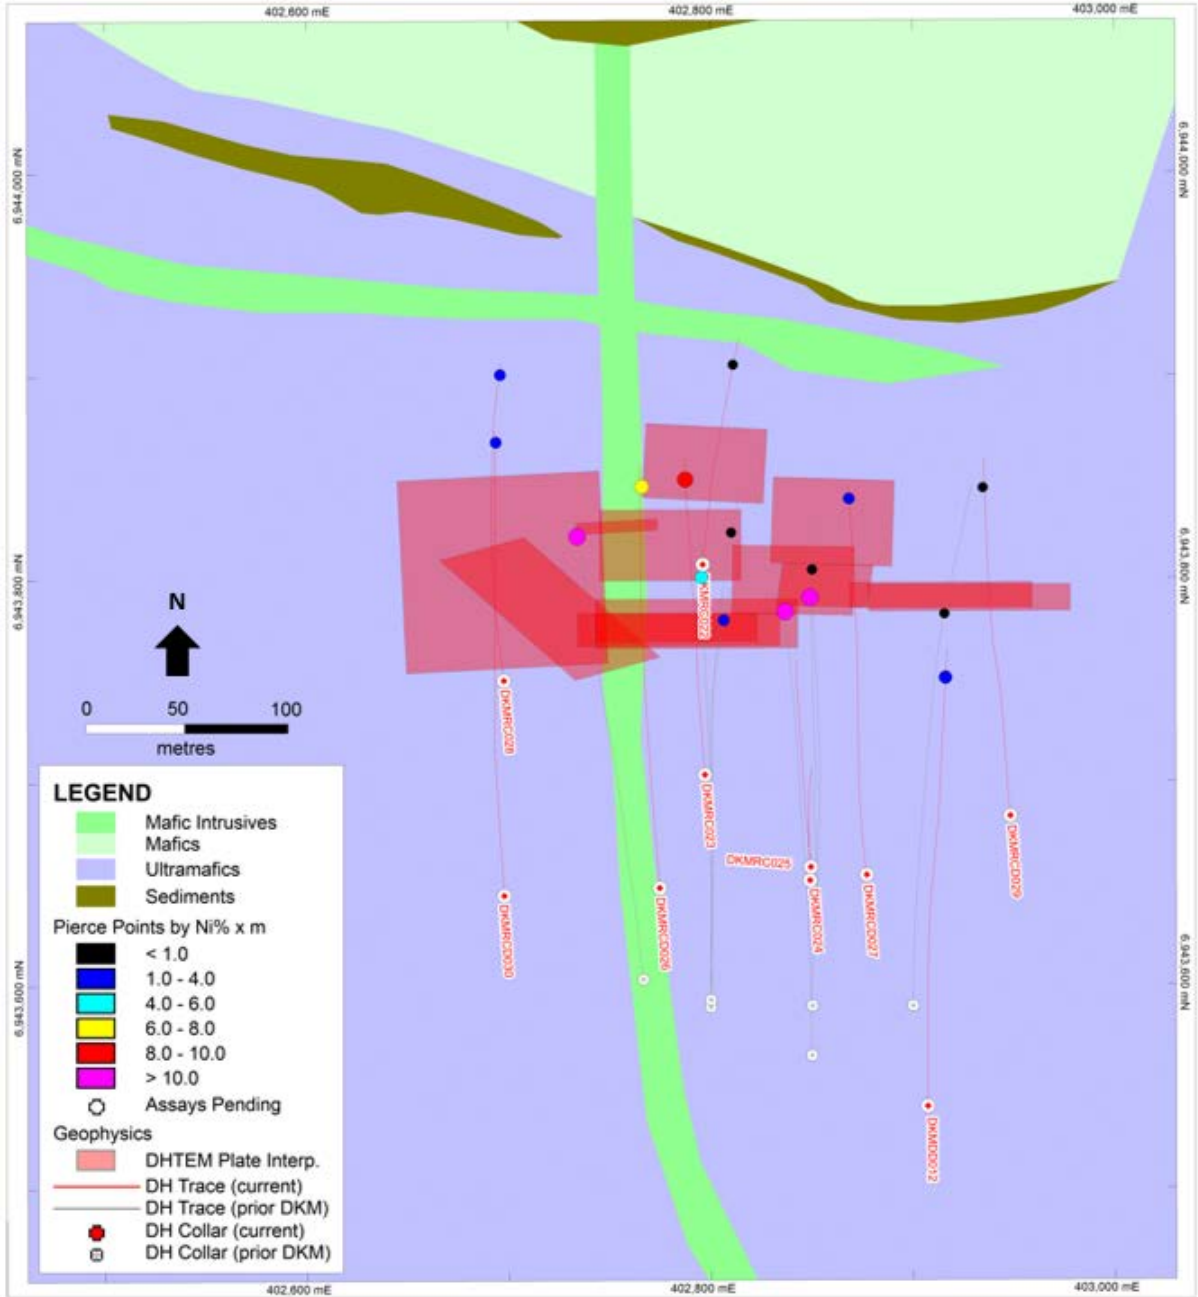 402,600 mE
402,800 mE
403,000 mE
6,944,000 mN
6,944,000 mN
6,943,800 mN
6,943,800 mN
DKMRC022
N
DKMRC028
0 50 100
metres
DKMRC023
DKMRCD029
DKMRC025
DKMRC024
DKMRCD027
DKMRCD026
DKMRCD030
6,943,600 mN
6,943,600 mN
DKMDD012
LEGEND
Mafic Intrusives
Mafics
Ultramafics
Sediments
Pierce Points by Ni% x m
< 1.0
1.0 - 4.0
4.0 - 6.0
6.0 - 8.0
8.0 - 10.0
> 10.0
Assays Pending
Geophysics
DHTEM Plate Interp.
DH Trace (current)
DH Trace (prior DKM)
DH Collar (current)
DH Collar (prior DKM)
402,600 mE
402,800 mE
403,000 mE